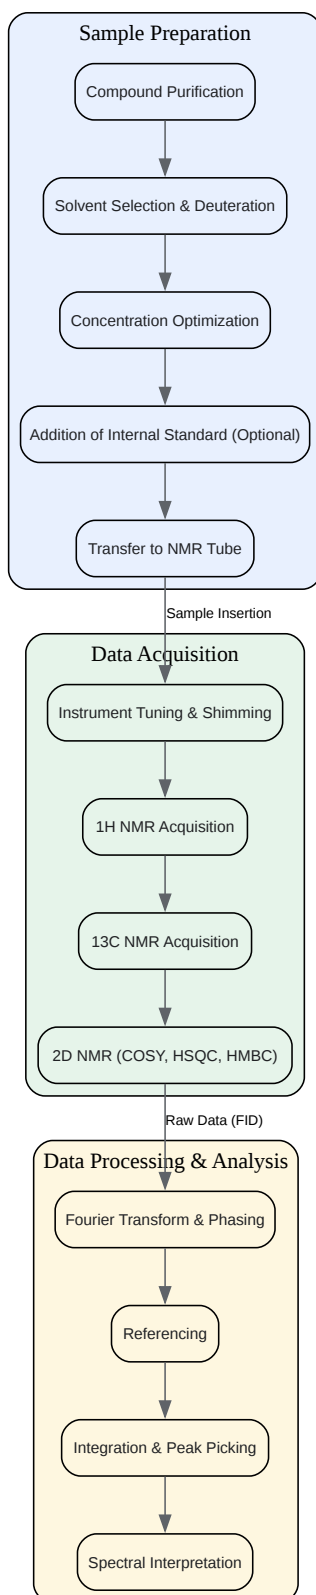 Sample Preparation
Compound Purification
Solvent Selection & Deuteration
Concentration Optimization
Addition of Internal Standard (Optional)
Transfer to NMR Tube
Sample Insertion
Data Acquisition
Instrument Tuning & Shimming
1H NMR Acquisition
13C NMR Acquisition
2D NMR (COSY, HSQC, HMBC)
Raw Data (FID)
Data Processing & Analysis
Fourier Transform & Phasing
Referencing
Integration & Peak Picking
Spectral Interpretation